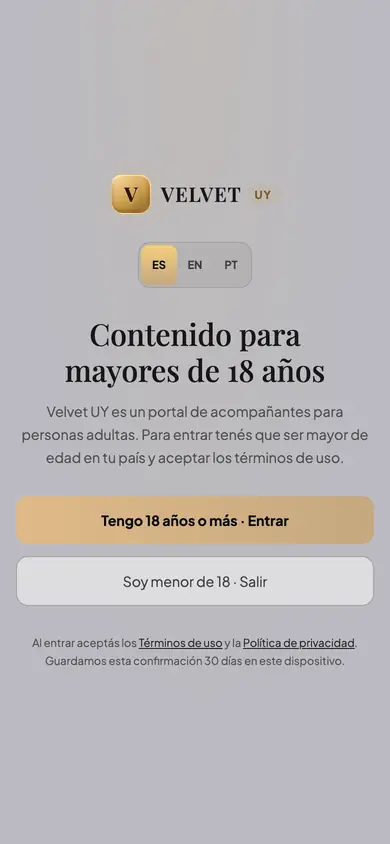 V VELVET UY
ES EN PT
Contenido para
mayores de 18 años
Velvet UY es un portal de acompañantes para
personas adultas. Para entrar tenés que ser mayor de
edad en tu país y aceptar los términos de uso.
Tengo 18 años o más · Entrar
Soy menor de 18 · Salir
Al entrar aceptás los Términos de uso y la Política de privacidad.
Guardamos esta confirmación 30 días en este dispositivo.